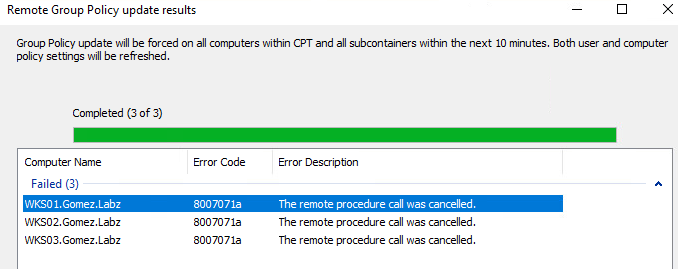 Remote Group Policy update results
Group Policy update will be forced on all computers within CPT and all subcontainers within the next 10 minutes. Both user and computer
policy settings will be refreshed.
Completed (3 of 3)
Computer Name Error Code Error Description
Failed (3)
WKS01.Gomez.Labz 8007071a The remote procedure call was cancelled.
WKS02.Gomez.Labz 8007071a The remote procedure call was cancelled.
WKS03.Gomez.Labz 8007071a The remote procedure call was cancelled.